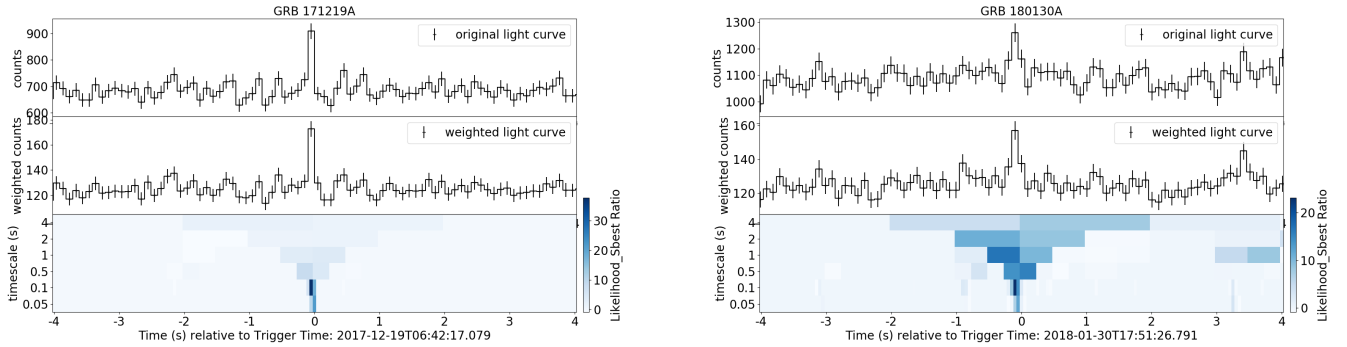 GRB 171219A
original light curve
counts
900
800
700
600
weighted light curve
weighted counts
180
160
140
120
timescale (s)
4
2
1
0.5
0.1
0.05
-4 -3 -2 -1 0 1 2 3 4
Time (s) relative to Trigger Time: 2017-12-19T06:42:17.079
30
20
10
0
Likelihood_Sbest Ratio
GRB 180130A
original light curve
counts
1300
1200
1100
1000
weighted light curve
weighted counts
160
140
120
timescale (s)
4
2
1
0.5
0.1
0.05
-4 -3 -2 -1 0 1 2 3 4
Time (s) relative to Trigger Time: 2018-01-30T17:51:26.791
20
10
0
Likelihood_Sbest Ratio